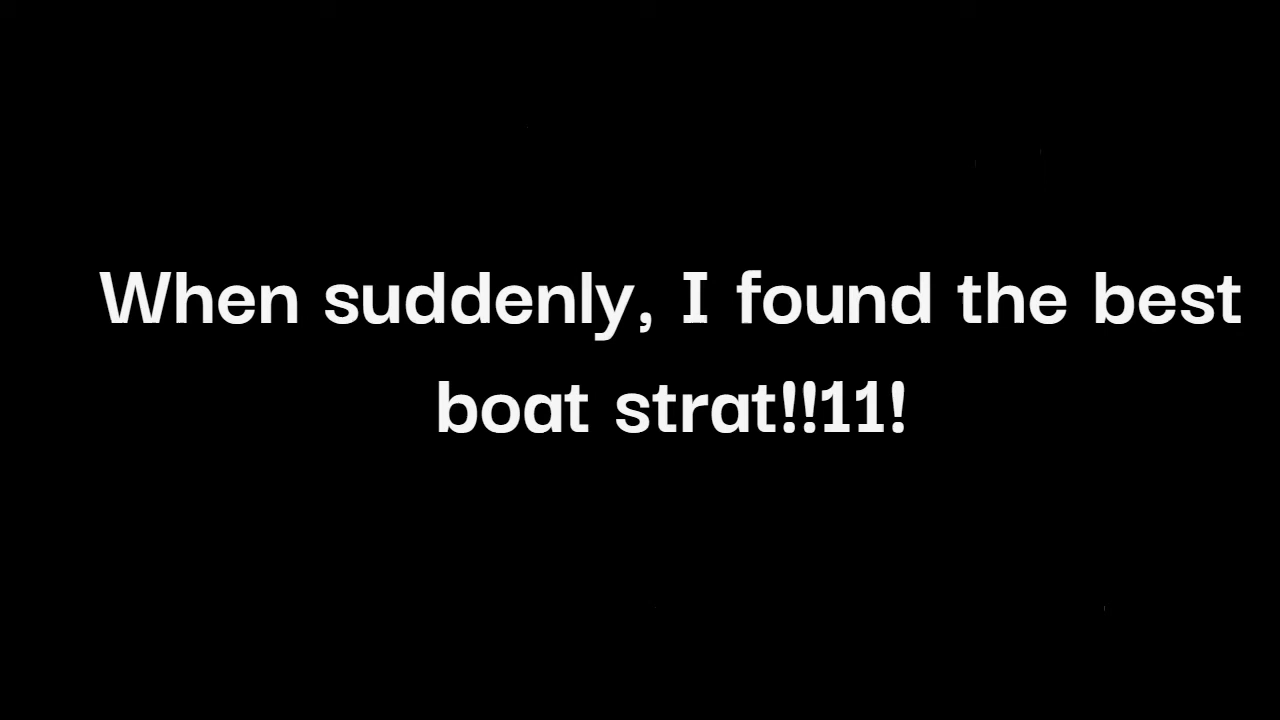 When suddenly, I found the best
boat strat!!11!